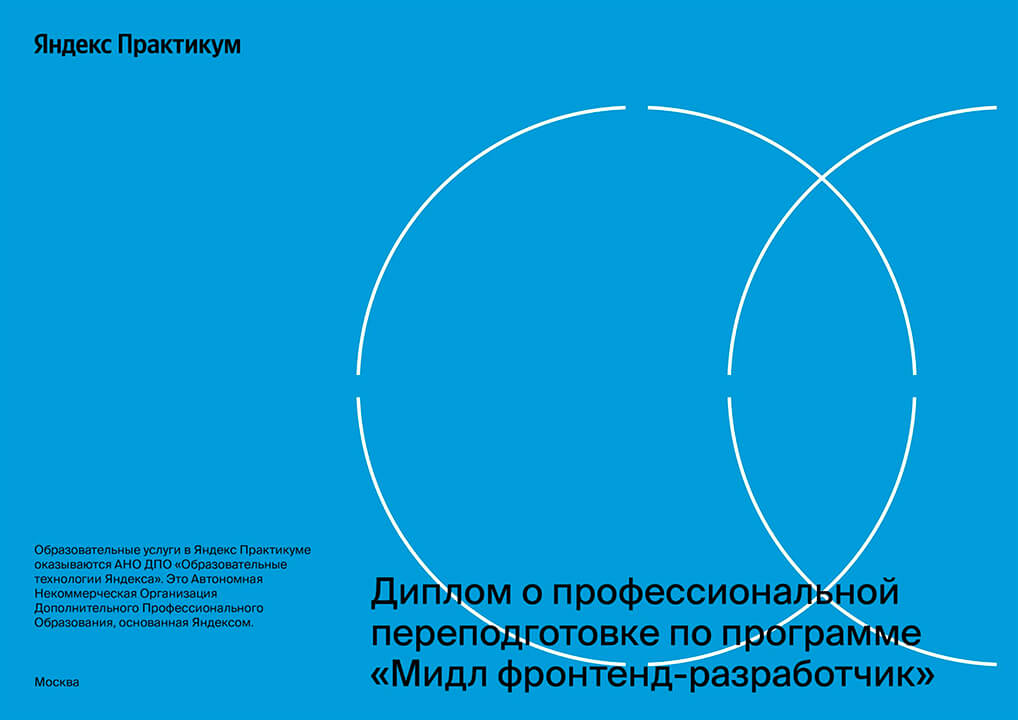 Яндекс Практикум
Образовательные услуги в Яндекс Практикуме
оказываются АНО ДПО «Образовательные
технологии Яндекса». Это Автономная
Некоммерческая Организация
Дополнительного Профессионального
Образования, основанная Яндексом.
Москва
Диплом о профессиональной
переподготовке по программе
«Мидл фронтенд-разработчик»